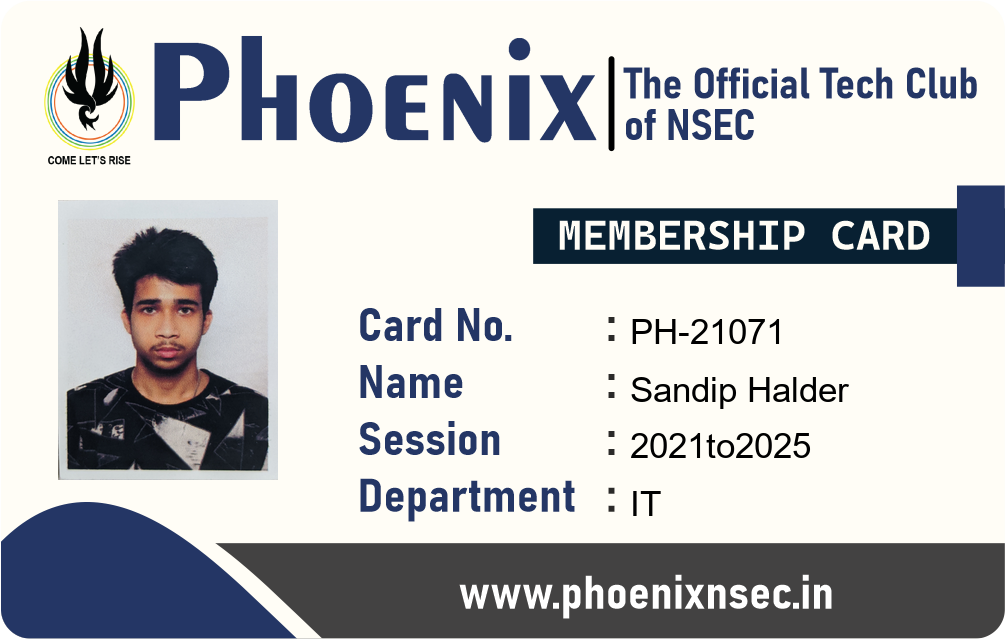 COME LET'S RISE
Phoenix
The Official Tech Club
of NSEC
MEMBERSHIP CARD
Card No. : PH-21071
Name : Sandip Halder
Session : 2021to2025
Department : IT
www.phoenixnsec.in